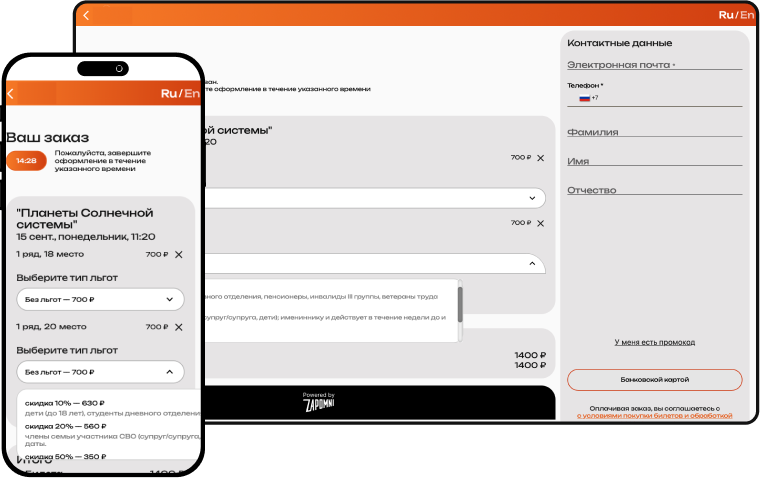 Ru/En
ван.
те оформление в течение указанного времени
ой системы"
20
700 ₽
700 ₽
ного отделения, пенсионеры, инвалиды III группы, ветераны труда
супруг/супруга, дети); имениннику и действует в течение недели до и
1400 ₽
1400 ₽
Powered by
ZAPOMNI
Контактные данные
Электронная почта *
Телефон *
+7
Фамилия
Имя
Отчество
У меня есть промокод
Банковской картой
Оплачивая заказ, вы соглашаетесь с
с условиями покупки билетов и обработкой
Ru/En
Ваш заказ
14:28
Пожалуйста, завершите
оформление в течение
указанного времени
"Планеты Солнечной
системы"
15 сент., понедельник, 11:20
1 ряд, 18 место 700 ₽
Выберите тип льгот
Без льгот — 700 ₽
1 ряд, 20 место 700 ₽
Выберите тип льгот
Без льгот — 700 ₽
скидка 10% — 630 ₽
дети (до 18 лет), студенты дневного отделени
скидка 20% — 560 ₽
члены семьи участника СВО (супруг/супруга,
даты.
скидка 50% — 350 ₽
Итого
Билета 1400 ₽